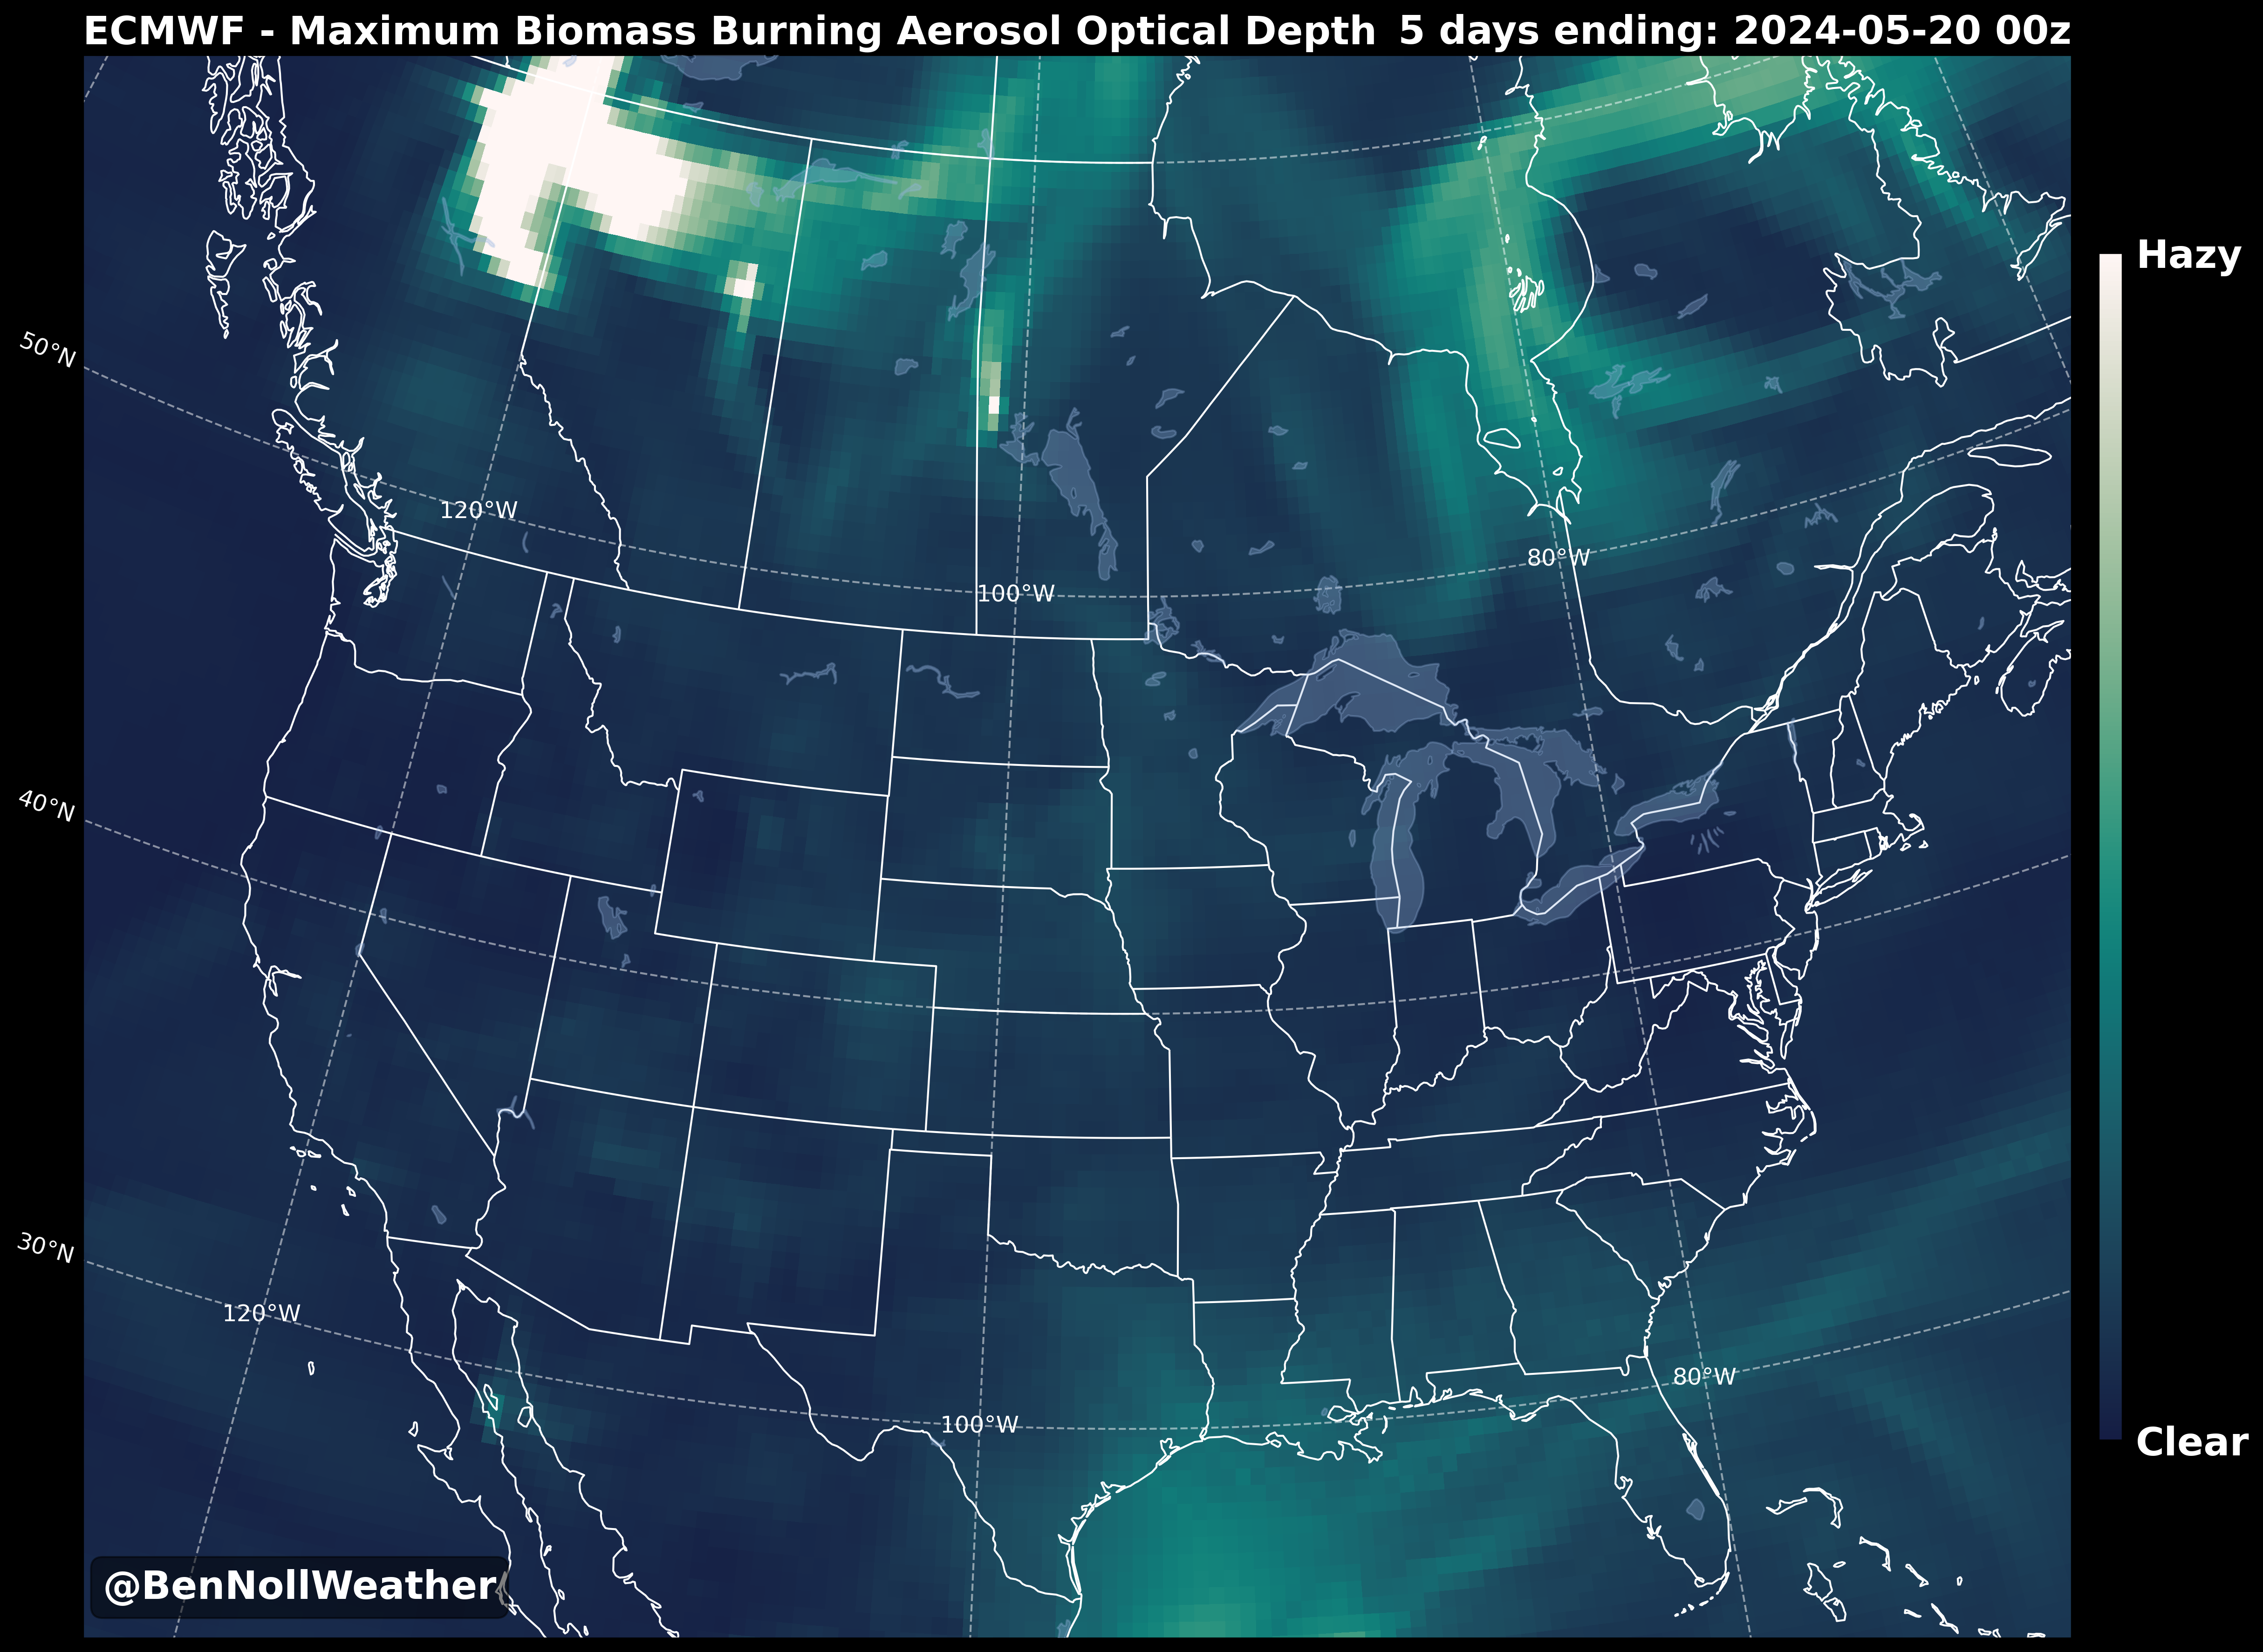 ECMWF - Maximum Biomass Burning Aerosol Optical Depth 5 days ending: 2024-05-20 00z
Hazy
50°N
120°W
80°W
100°W
40°N
30°N
120°W
80°W
100°W
Clear
@BenNollWeather